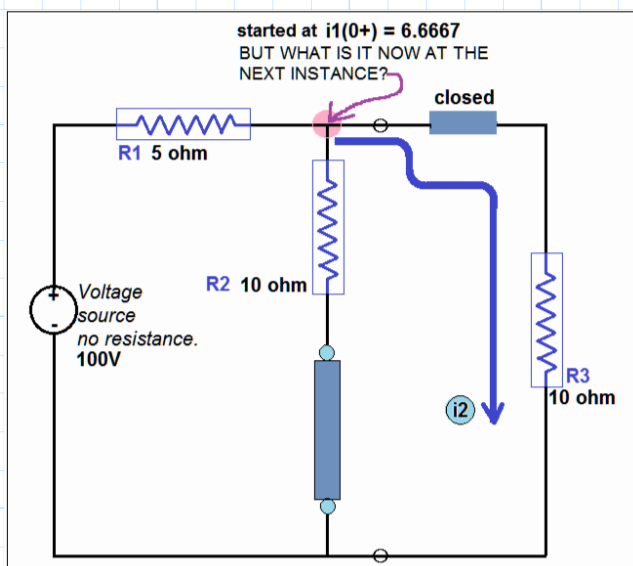 started at i1(0+) = 6.6667
BUT WHAT IS IT NOW AT THE
NEXT INSTANCE?
closed
R1 5 ohm
R2 10 ohm
+
Voltage
-
source
no resistance.
100V
R3
i2
10 ohm